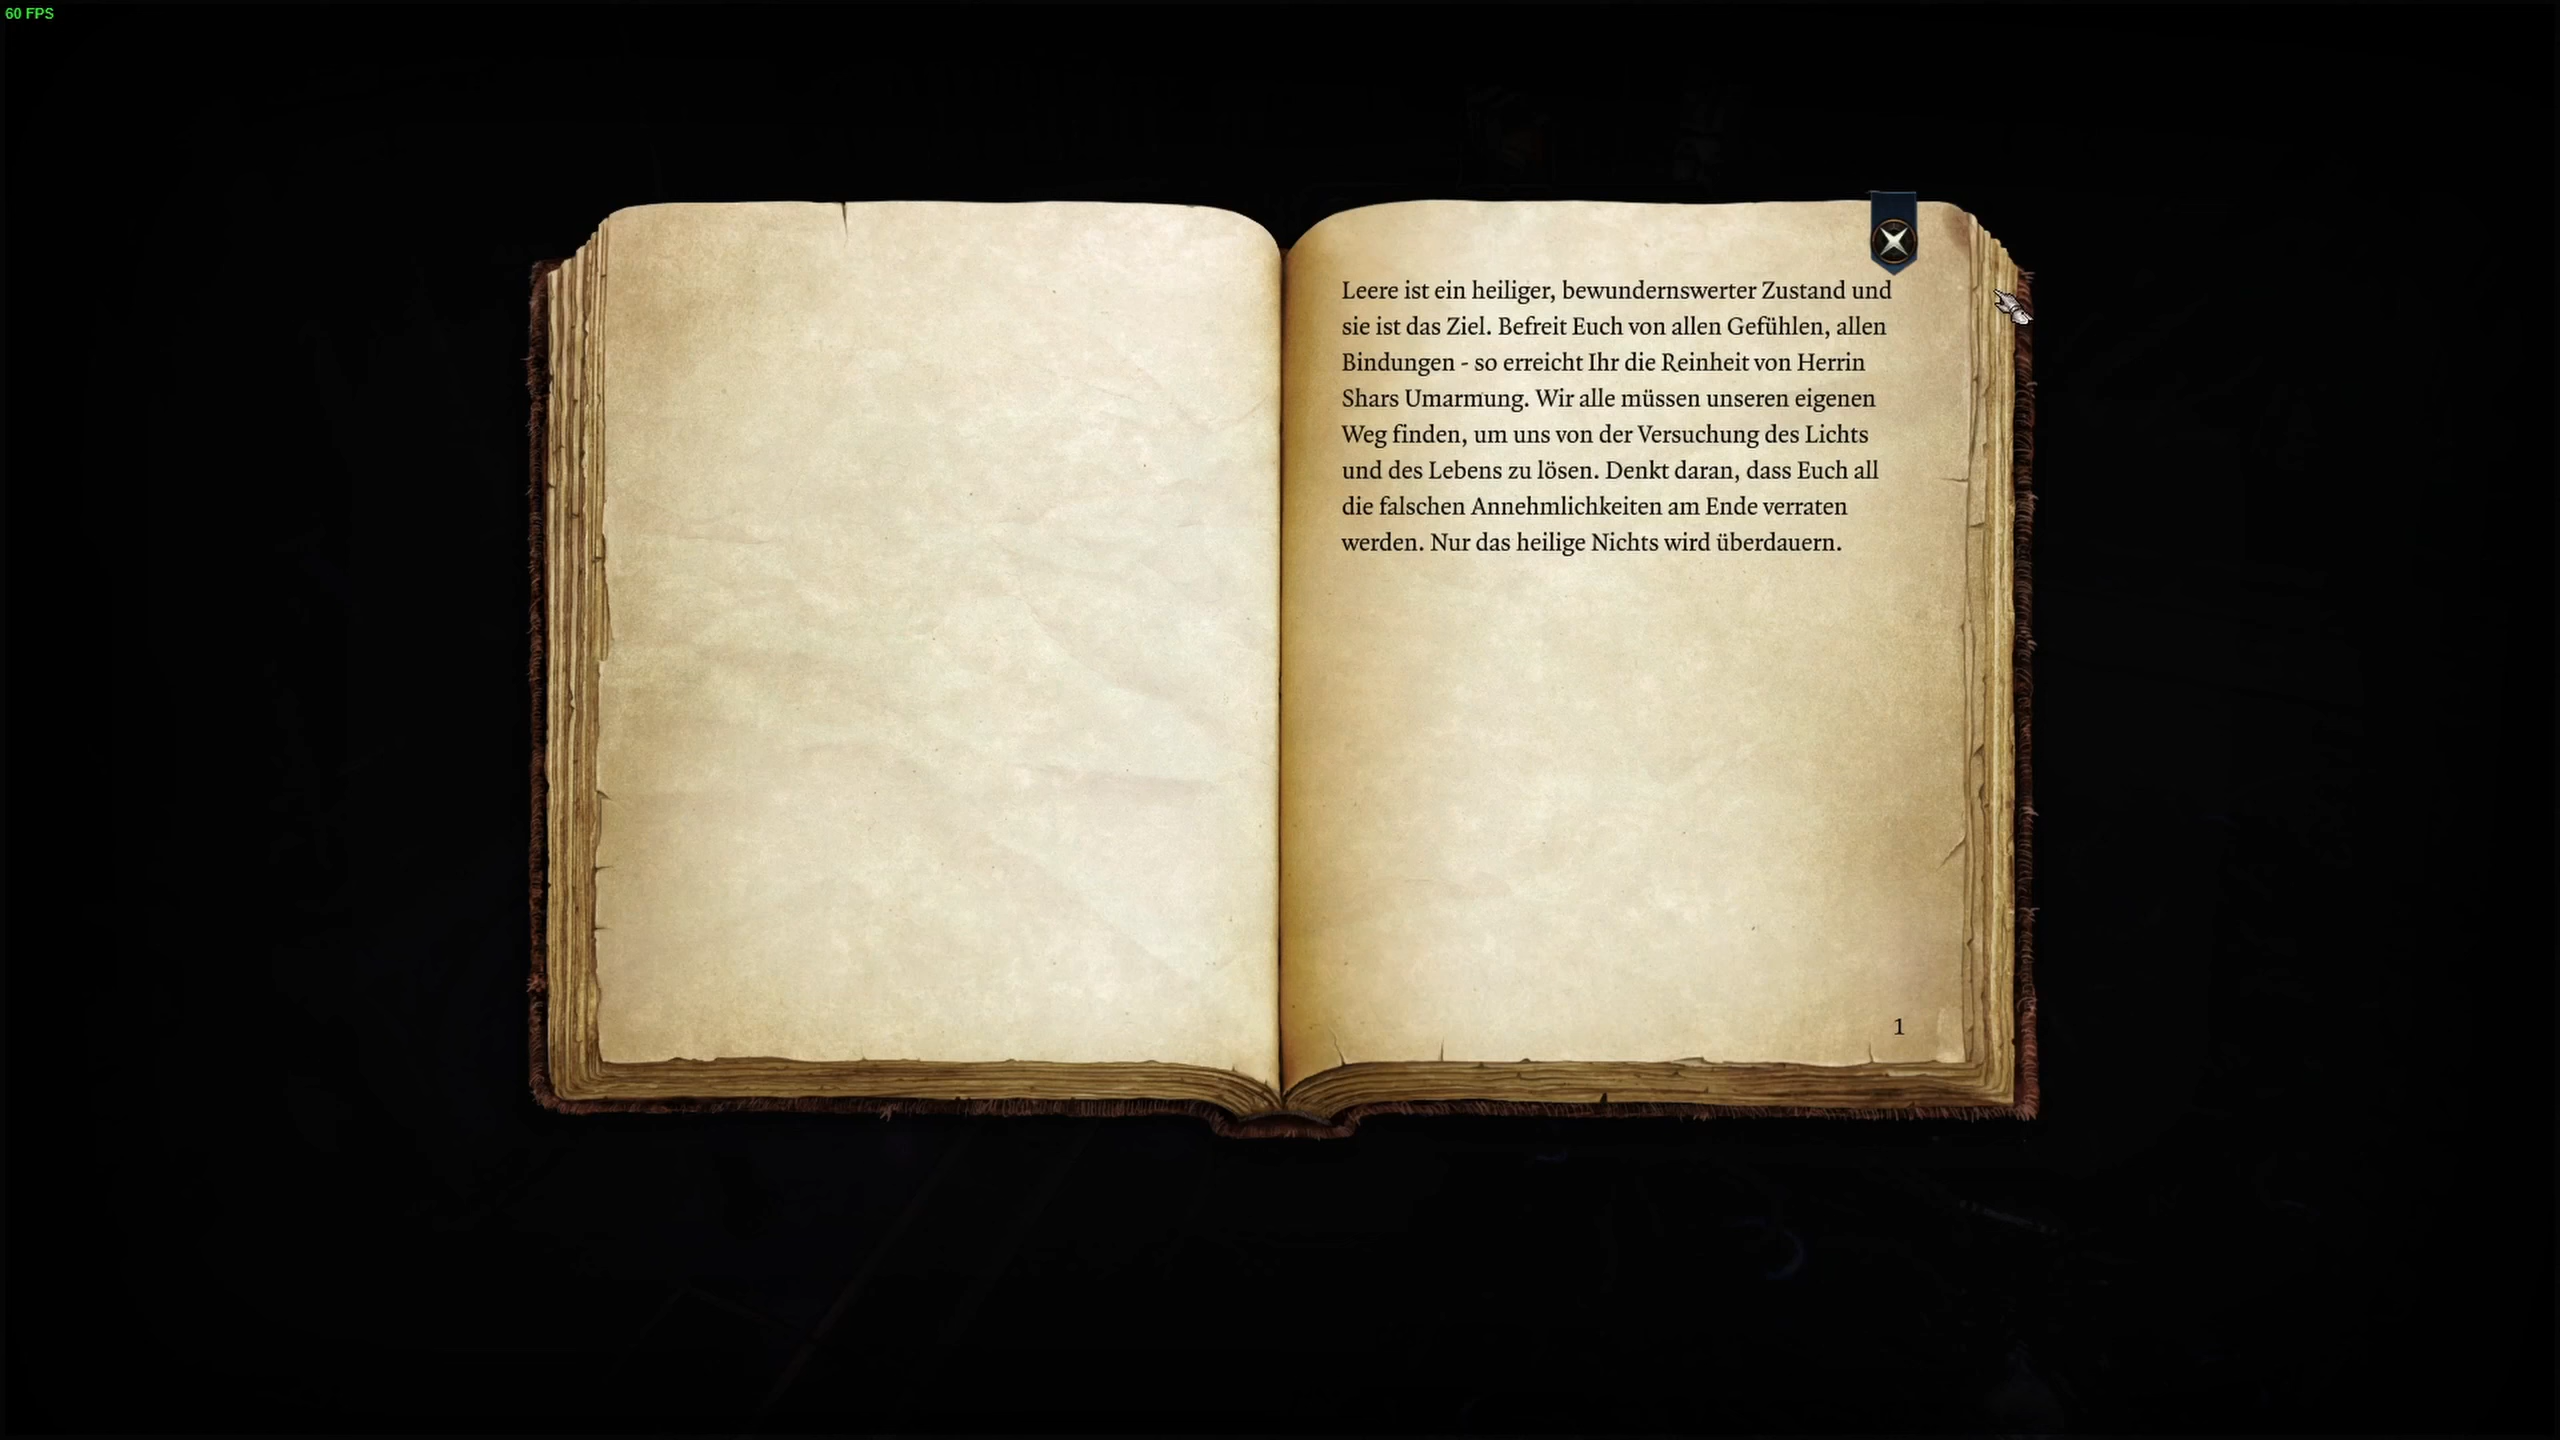 60 FPS
Leere ist ein heiliger, bewundernswerter Zustand und
sie ist das Ziel. Befreit Euch von allen Gefühlen, allen
Bindungen - so erreicht Ihr die Reinheit von Herrin
Shars Umarmung. Wir alle müssen unseren eigenen
Weg finden, um uns von der Versuchung des Lichts
und des Lebens zu lösen. Denkt daran, dass Euch all
die falschen Annehmlichkeiten am Ende verraten
werden. Nur das heilige Nichts wird überdauern.
1